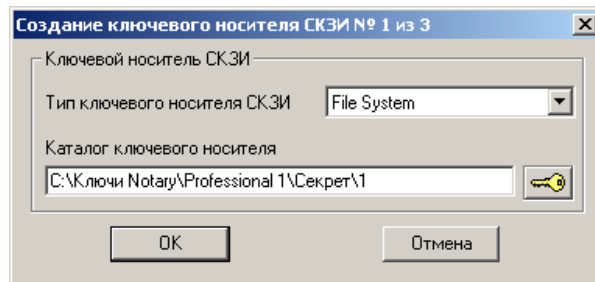 Создание ключевого носителя СКЗИ № 1 из 3
Ключевой носитель СКЗИ
Тип ключевого носителя СКЗИ File System
Каталог ключевого носителя
C:\Ключи Notary\Professional 1\Секрет\1
OK Отмена